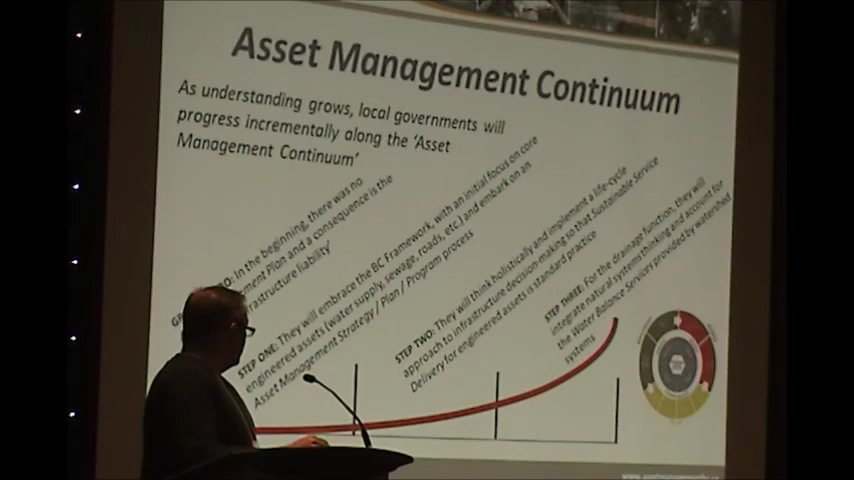 Asset Management Continuum
As understanding grows, local governments will
progress incrementally along the ‘Asset
Management Continuum’
In the beginning, there was no
Plan and a consequence is the
liability’
STEP ONE: They will embrace the BC Framework, with an initial focus on core
engineered assets (water supply, sewage, roads, etc.) and embark on an
Asset Management Strategy / Plan / Program process
STEP TWO: They will think holistically and implement a life-cycle
approach to infrastructure decision-making so that Sustainable Service
Delivery for engineered assets is standard practice
STEP THREE: For the drainage function, they will
integrate natural systems thinking and account for
the Water Balance Services provided by watershed
systems